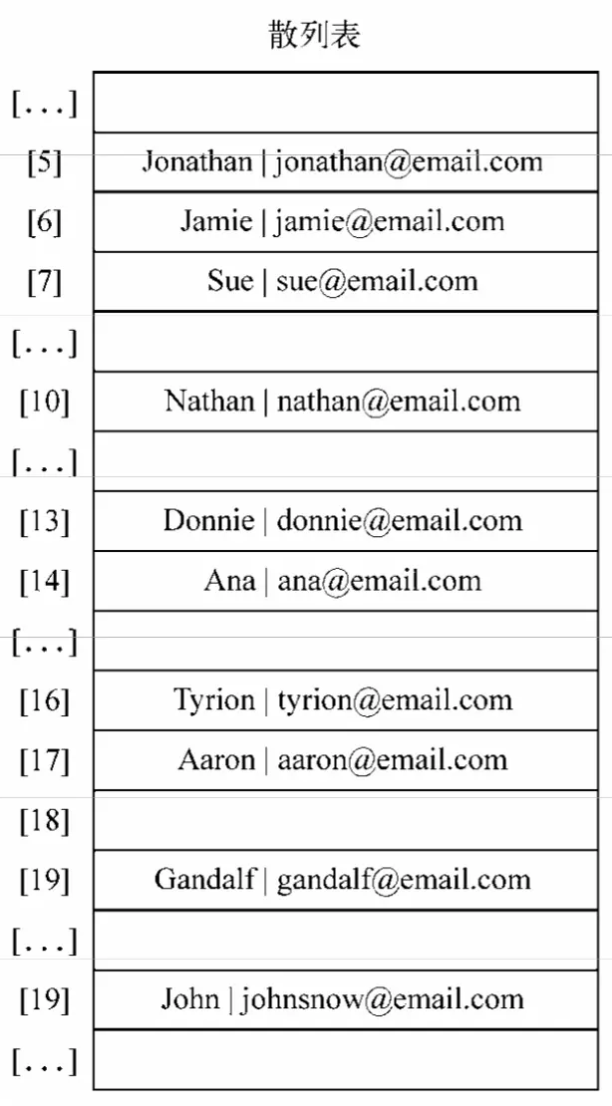 散列表
[...]
[5] Jonathan | jonathan@email.com
[6] Jamie | jamie@email.com
[7] Sue | sue@email.com
[...]
[10] Nathan | nathan@email.com
[...]
[13] Donnie | donnie@email.com
[14] Ana | ana@email.com
[...]
[16] Tyrion | tyrion@email.com
[17] Aaron | aaron@email.com
[18]
[19] Gandalf | gandalf@email.com
[...]
[19] John | johnsnow@email.com
[...]